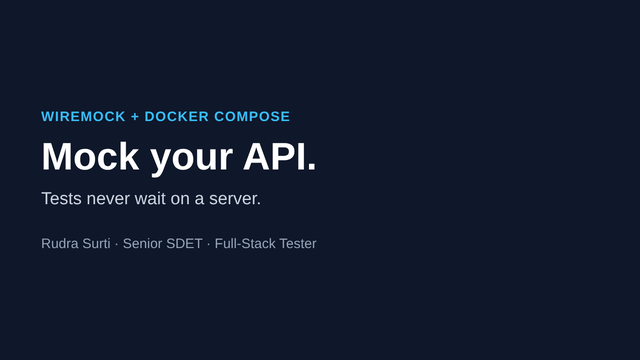 WIREMOCK + DOCKER COMPOSE
Mock your API.
Tests never wait on a server.
Rudra Surti · Senior SDET · Full-Stack Tester